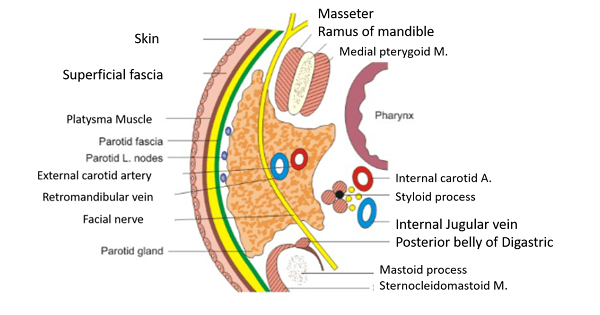 Masseter
Ramus of mandible
Medial pterygoid M.
Skin
Superficial fascia
Platysma Muscle
Parotid fascia
Parotid L. nodes
External carotid artery
Retromandibular vein
Facial nerve
Parotid gland
Pharynx
Internal carotid A.
Styloid process
Internal Jugular vein
Posterior belly of Digastric
Mastoid process
Sternocleidomastoid M.